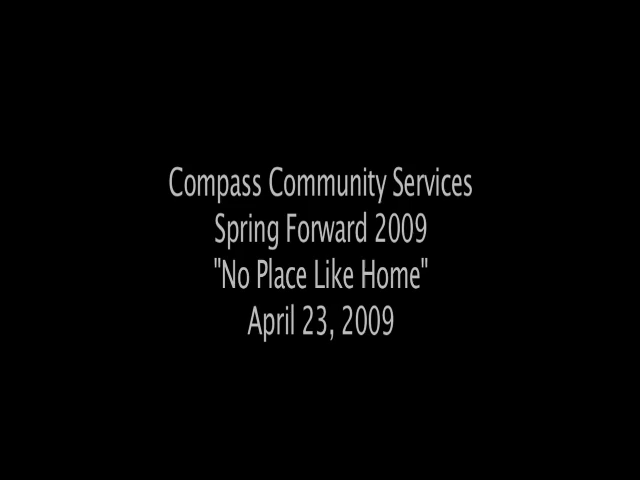 Compass Community Services
Spring Forward 2009
"No Place Like Home"
April 23, 2009